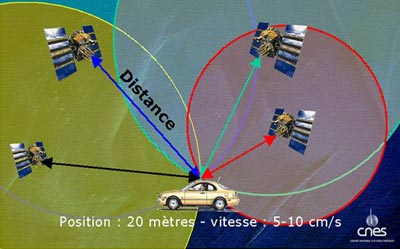 Distance
Position : 20 mètres - vitesse : 5-10 cm/s
cnes